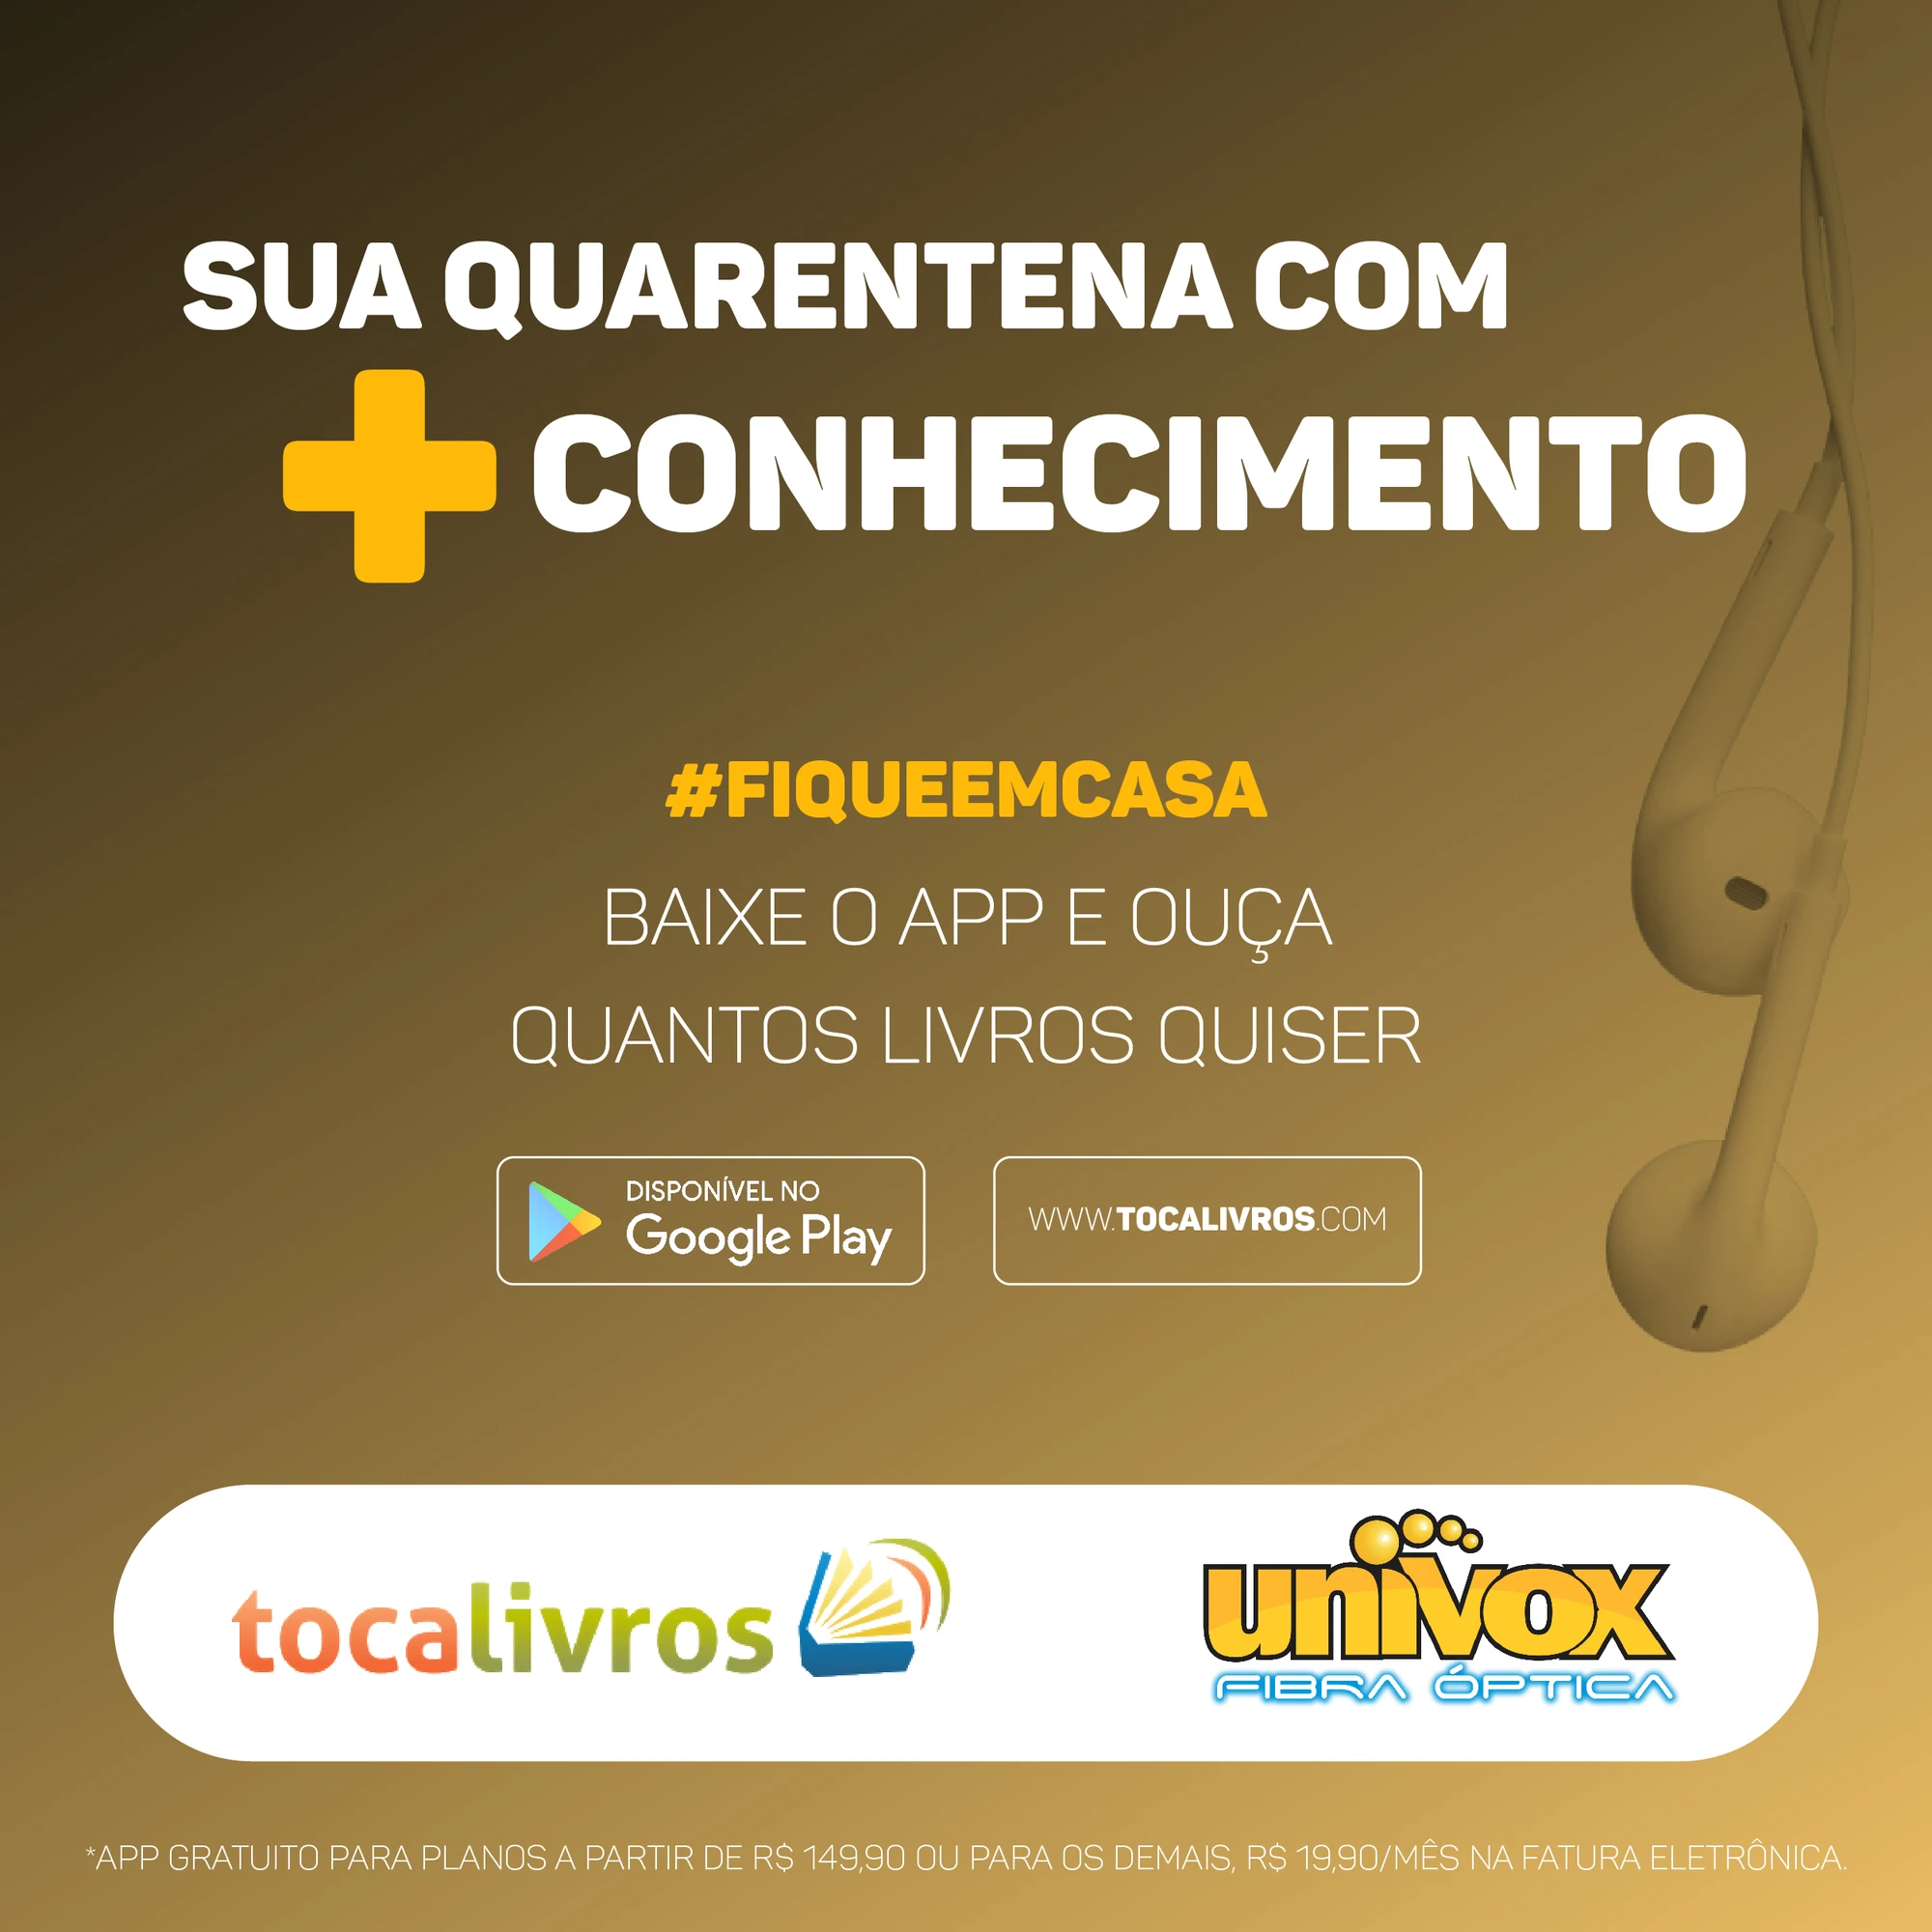 SUA QUARENTENA COM
+ CONHECIMENTO
#FIQUEEMCASA
BAIXE O APP E OUÇA
QUANTOS LIVROS QUISER
DISPONÍVEL NO
Google Play
WWW.TOCALIVROS.COM
tocalivros
univox
FIBRA ÓPTICA
*APP GRATUITO PARA PLANOS A PARTIR DE R$ 149,90 OU PARA OS DEMAIS, R$ 19,90/MÊS NA FATURA ELETRÔNICA.